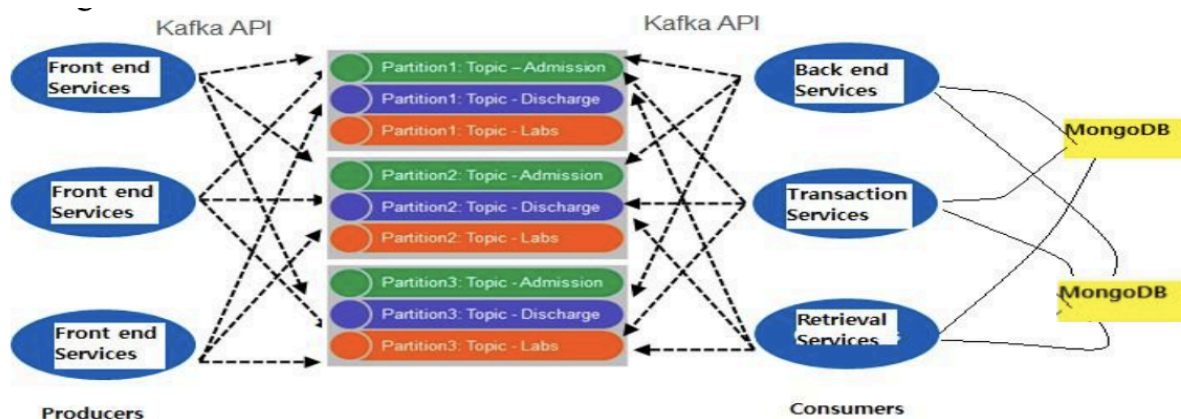 Kafka API
Kafka API
Front end
Services
Partition1: Topic – Admission
Partition1: Topic - Discharge
Partition1: Topic - Labs
Back end
Services
MongoDB
Front end
Services
Partition2: Topic - Admission
Partition2: Topic - Discharge
Partition2: Topic - Labs
Transaction
Services
MongoDB
Front end
Services
Partition3: Topic - Admission
Partition3: Topic - Discharge
Partition3: Topic - Labs
Retrieval
Services
Producers
Consumers